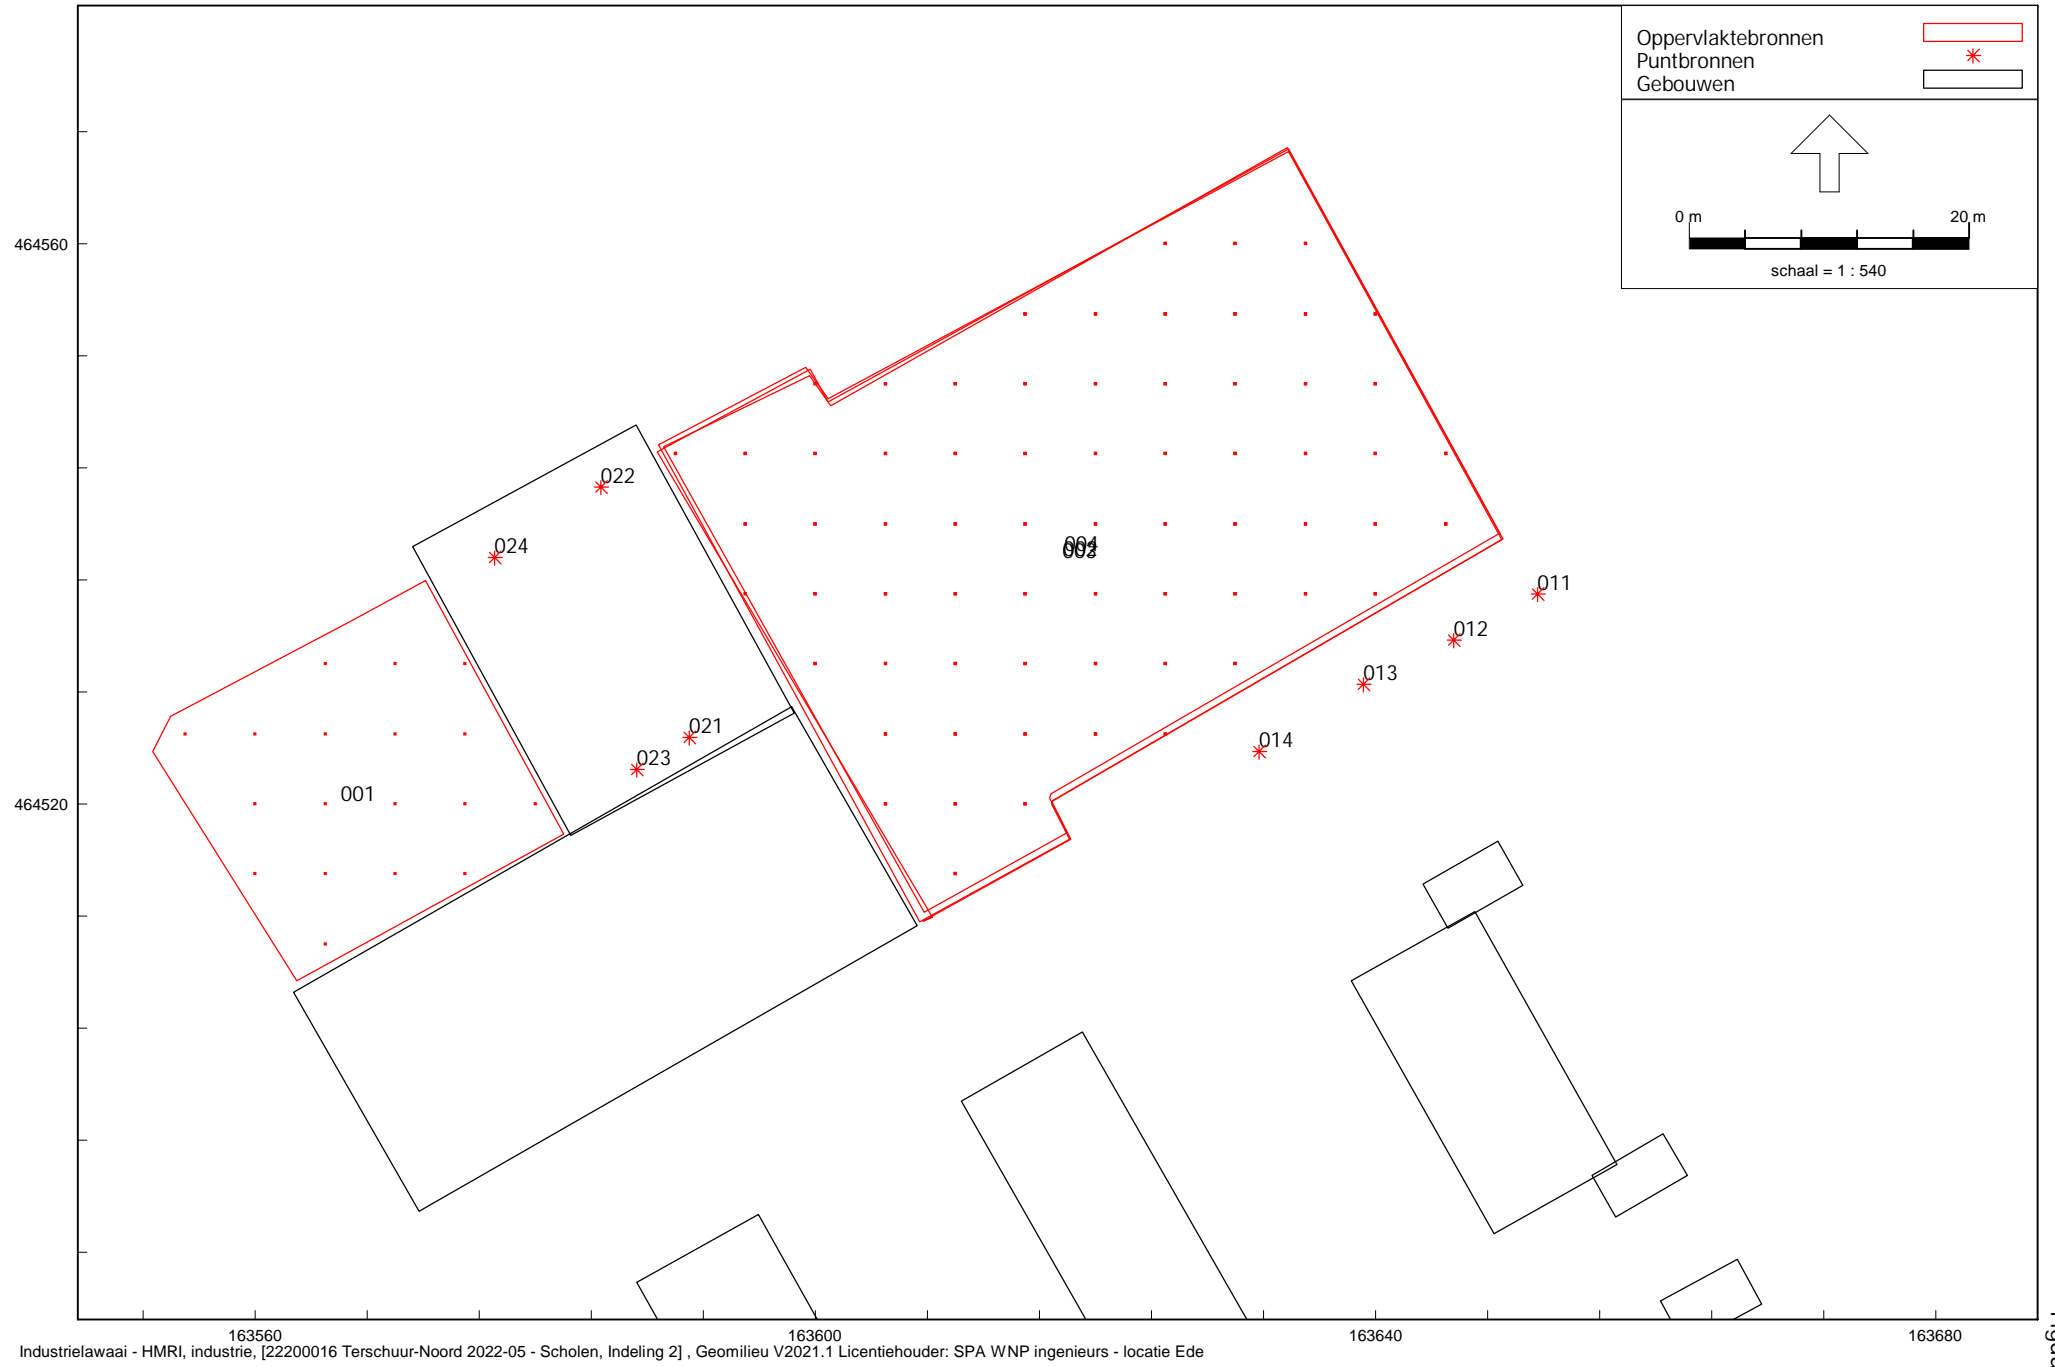 Oppervlaktebronnen
Puntbronnen
Gebouwen
0 m 20 m
schaal = 1 : 540
464560
022
024
004
011
012
013
014
021
023
001
464520
163560 163600 163640 163680
Industrielawaai - HMRI, industrie, [22200016 Terschuur-Noord 2022-05 - Scholen, Indeling 2] , Geomilieu V2021.1 Licentiehouder: SPA WNP ingenieurs - locatie Ede